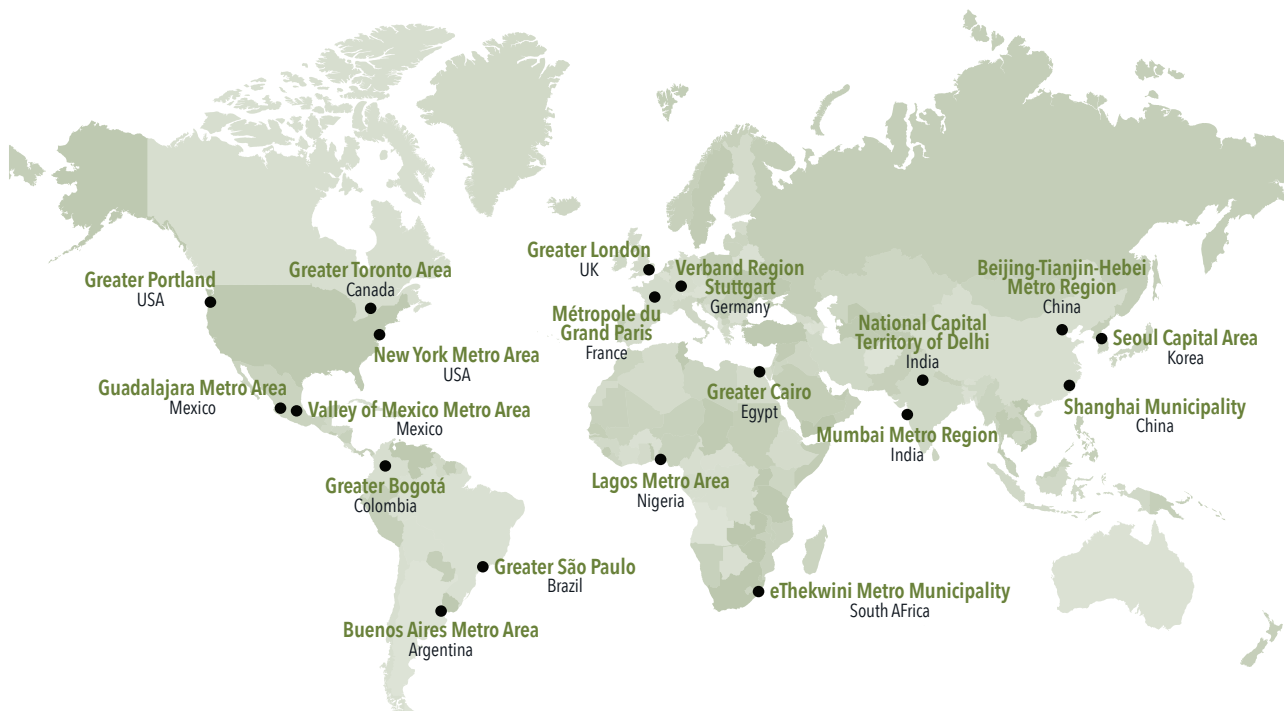 Greater London
UK
Verband Region
Stuttgart
Germany
Greater Portland
USA
Greater Toronto Area
Canada
Beijing-Tianjin-Hebei
Metro Region
China
Métropole du
Grand Paris
France
National Capital
Territory of Delhi
India
Seoul Capital Area
Korea
New York Metro Area
USA
Guadalajara Metro Area
Mexico
Valley of Mexico Metro Area
Mexico
Greater Cairo
Egypt
Shanghai Municipality
China
Mumbai Metro Region
India
Greater Bogotá
Colombia
Lagos Metro Area
Nigeria
Greater São Paulo
Brazil
eThekwini Metro Municipality
South AFrica
Buenos Aires Metro Area
Argentina